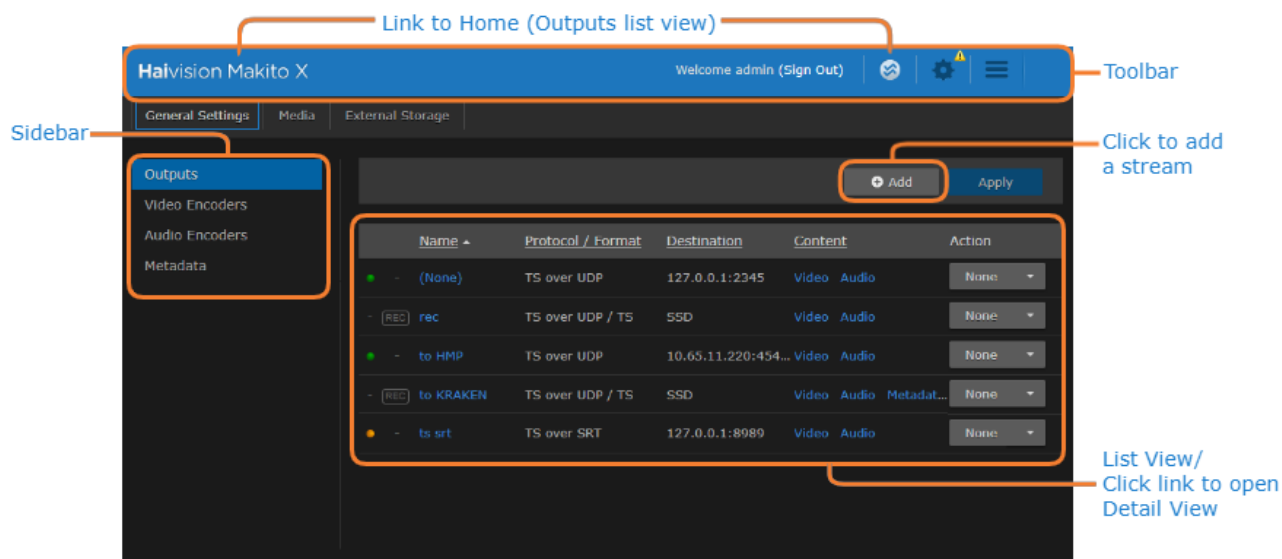 Link to Home (Outputs list view)
Haivision Makito X
Welcome admin (Sign Out)
Toolbar
General Settings Media External Storage
Sidebar
Click to add
a stream
Outputs
Video Encoders
Audio Encoders
Metadata
Add Apply
Name Protocol / Format Destination Content Action
- (None) TS over UDP 127.0.0.1:2345 Video Audio None
- REC rec TS over UDP / TS SSD Video Audio None
- to HMP TS over UDP 10.65.11.220:454... Video Audio None
- REC to KRAKEN TS over UDP / TS SSD Video Audio Metadat... None
- ts srt TS over SRT 127.0.0.1:8989 Video Audio None
List View/
Click link to open
Detail View